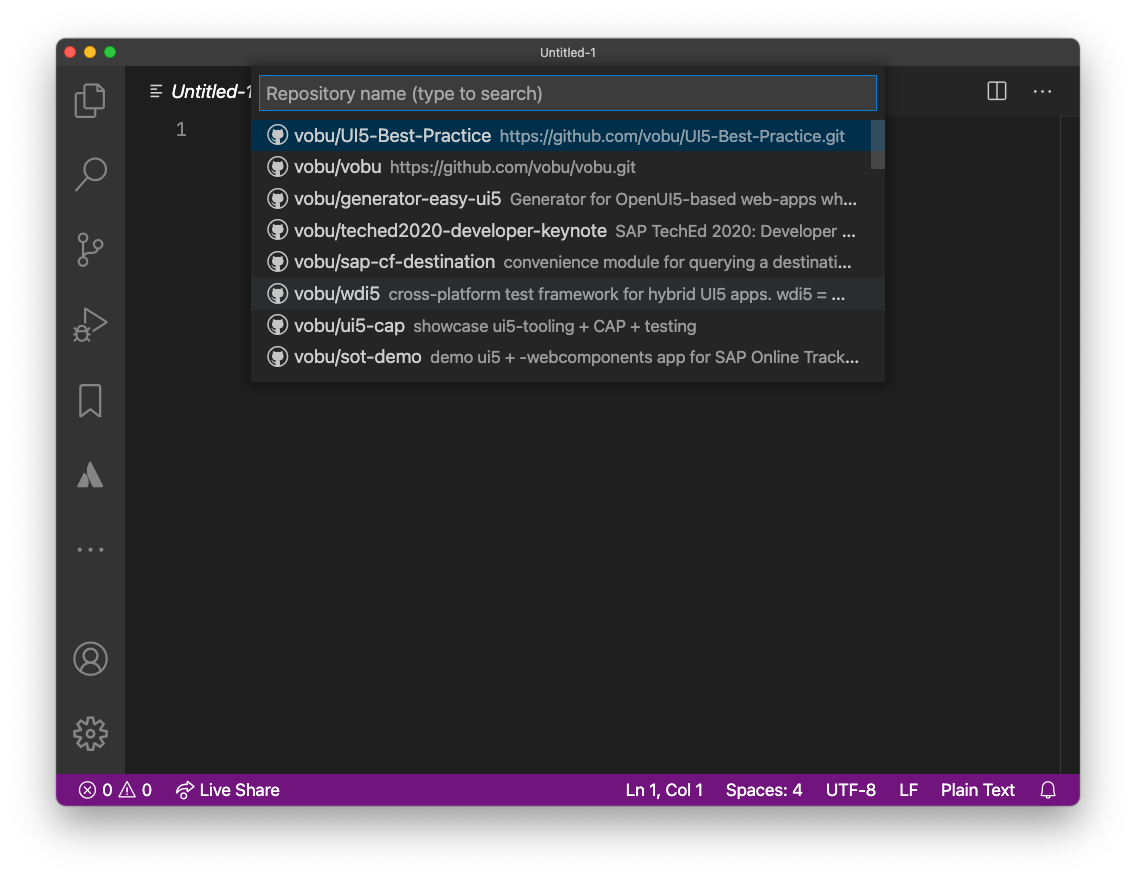 Untitled-1
Untitled-1
Repository name (type to search)
1
vobu/UI5-Best-Practice https://github.com/vobu/UI5-Best-Practice.git
vobu/vobu https://github.com/vobu/vobu.git
vobu/generator-easy-ui5 Generator for OpenUI5-based web-apps wh...
vobu/teched2020-developer-keynote SAP TechEd 2020: Developer ...
vobu/sap-cf-destination convenience module for querying a destinati...
vobu/wdi5 cross-platform test framework for hybrid UI5 apps. wdi5 = ...
vobu/ui5-cap showcase ui5-tooling + CAP + testing
vobu/sot-demo demo ui5 + -webcomponents app for SAP Online Track...
0 0 Live Share Ln 1, Col 1 Spaces: 4 UTF-8 LF Plain Text